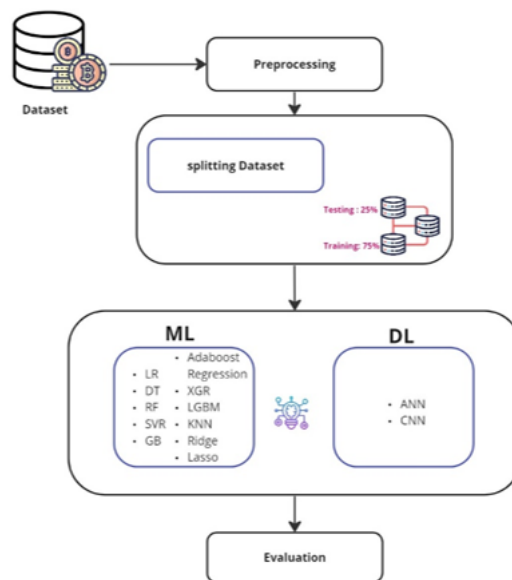 Dataset
Preprocessing
splitting Dataset
Testing : 25%
Training: 75%
ML
LR
DT
RF
SVR
GB
Adaboost
Regression
XGR
LGBM
KNN
Ridge
Lasso
DL
ANN
CNN
Evaluation